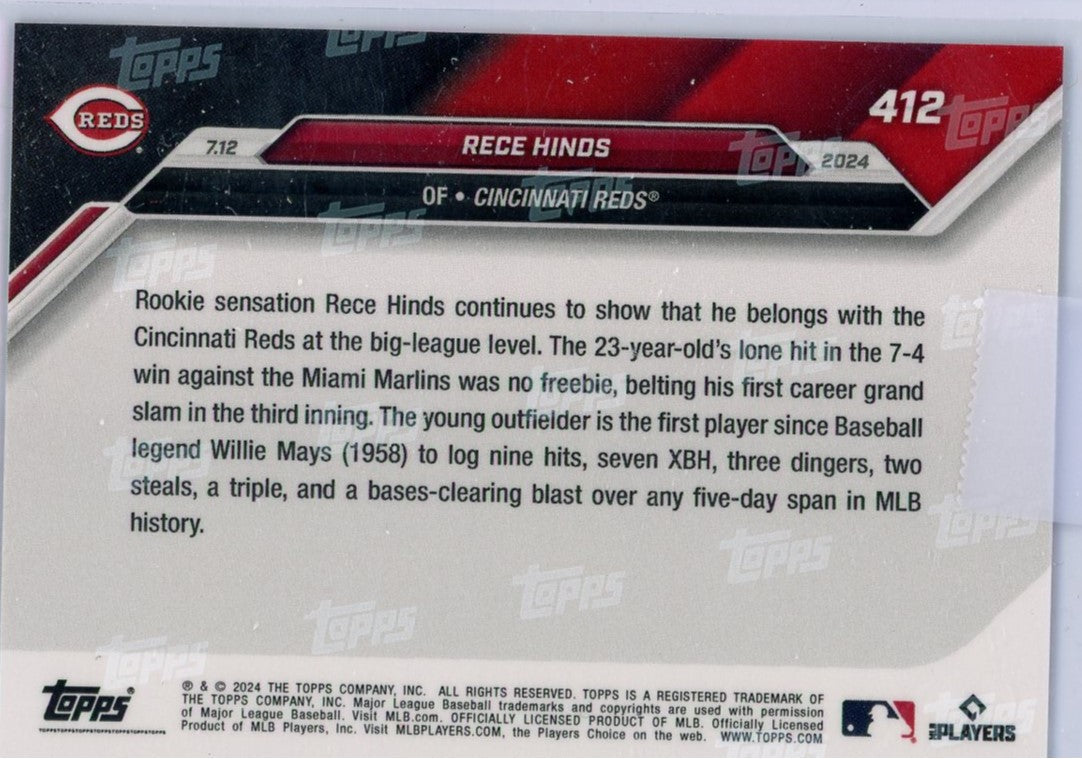 REDS
412
7.12
RECE HINDS
2024
OF • CINCINNATI REDS®
Rookie sensation Rece Hinds continues to show that he belongs with the
Cincinnati Reds at the big-league level. The 23-year-old's lone hit in the 7-4
win against the Miami Marlins was no freebie, belting his first career grand
slam in the third inning. The young outfielder is the first player since Baseball
legend Willie Mays (1958) to log nine hits, seven XBH, three dingers, two
steals, a triple, and a bases-clearing blast over any five-day span in MLB
history.
Topps®
® & © 2024 THE TOPPS COMPANY, INC. ALL RIGHTS RESERVED. TOPPS IS A REGISTERED TRADEMARK OF
THE TOPPS COMPANY, INC. Major League Baseball trademarks and copyrights are used with permission
of Major League Baseball. Visit MLB.com. OFFICIALLY LICENSED PRODUCT OF MLB. Officially Licensed
Product of MLB Players, Inc. Visit MLBPLAYERS.COM, the Players Choice on the web. WWW.TOPPS.COM
MLB PLAYERS